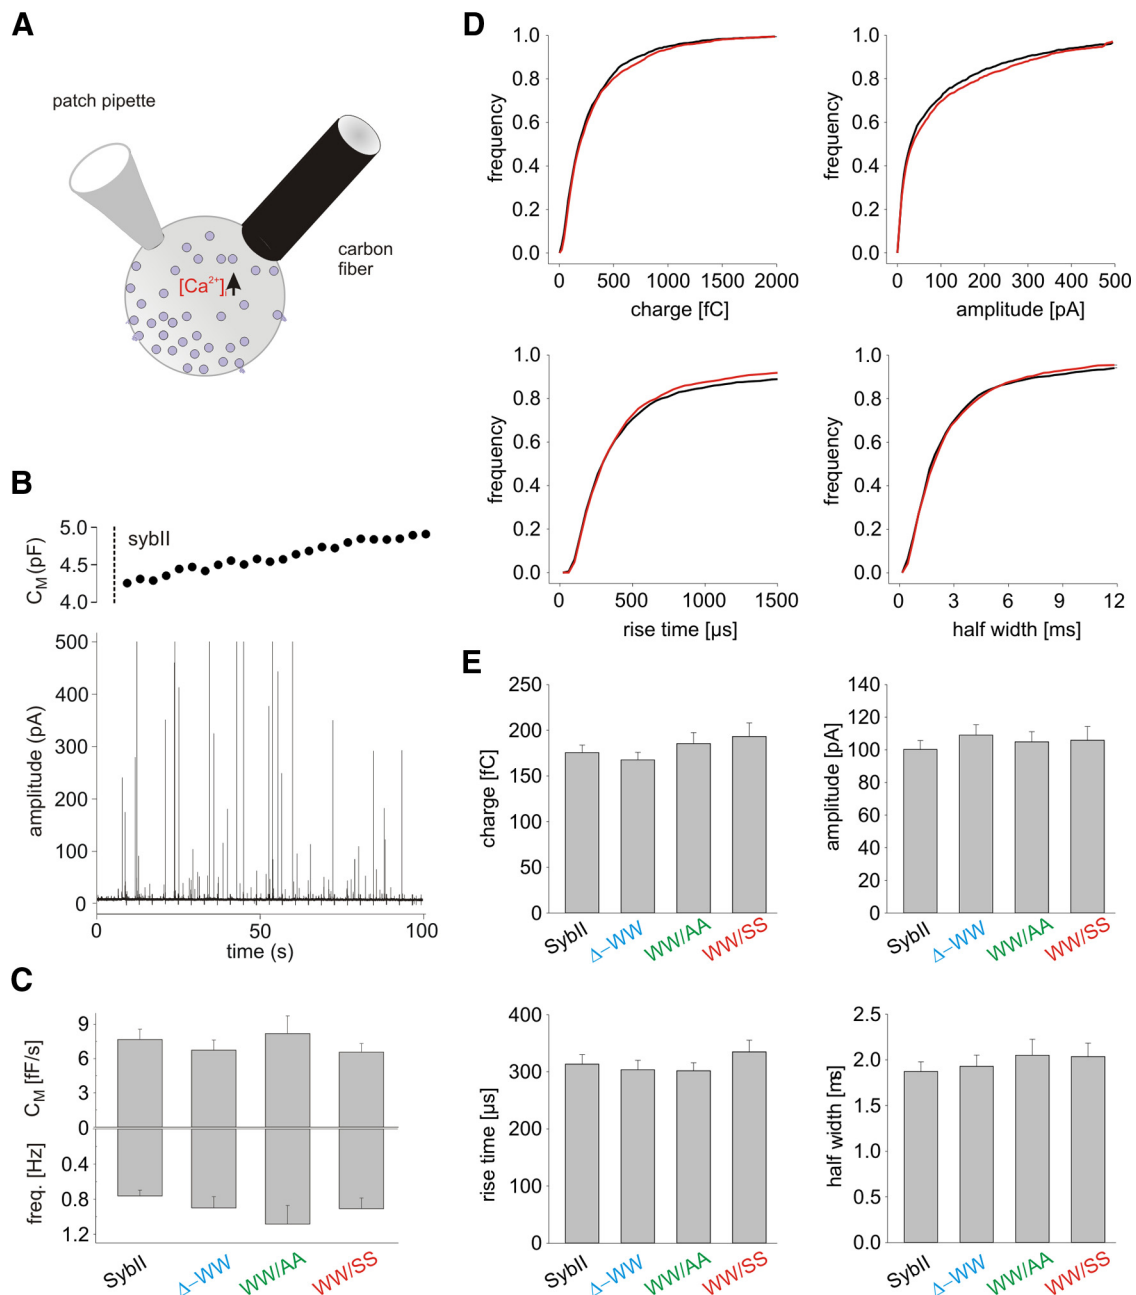 A
patch pipette
carbon
fiber
[Ca²⁺]i
B
sybII
CM (pF)
5.0
4.5
4.0
amplitude (pA)
500
400
300
200
100
0
0
50
100
time (s)
C
CM [fF/s]
9
6
3
0
freq. [Hz]
0.4
0.8
1.2
SybII
Δ–WW
WW/AA
WW/SS
D
frequency
1.0
0.8
0.6
0.4
0.2
0.0
0
500
1000
1500
2000
charge [fC]
frequency
1.0
0.8
0.6
0.4
0.2
0.0
0
100
200
300
400
500
amplitude [pA]
frequency
1.0
0.8
0.6
0.4
0.2
0.0
0
500
1000
1500
rise time [µs]
frequency
1.0
0.8
0.6
0.4
0.2
0.0
0
3
6
9
12
half width [ms]
E
charge [fC]
250
200
150
100
50
0
SybII
Δ–WW
WW/AA
WW/SS
amplitude [pA]
140
120
100
80
60
40
20
0
SybII
Δ–WW
WW/AA
WW/SS
rise time [µs]
400
300
200
100
0
SybII
Δ–WW
WW/AA
WW/SS
half width [ms]
2.5
2.0
1.5
1.0
0.5
0.0
SybII
Δ–WW
WW/AA
WW/SS